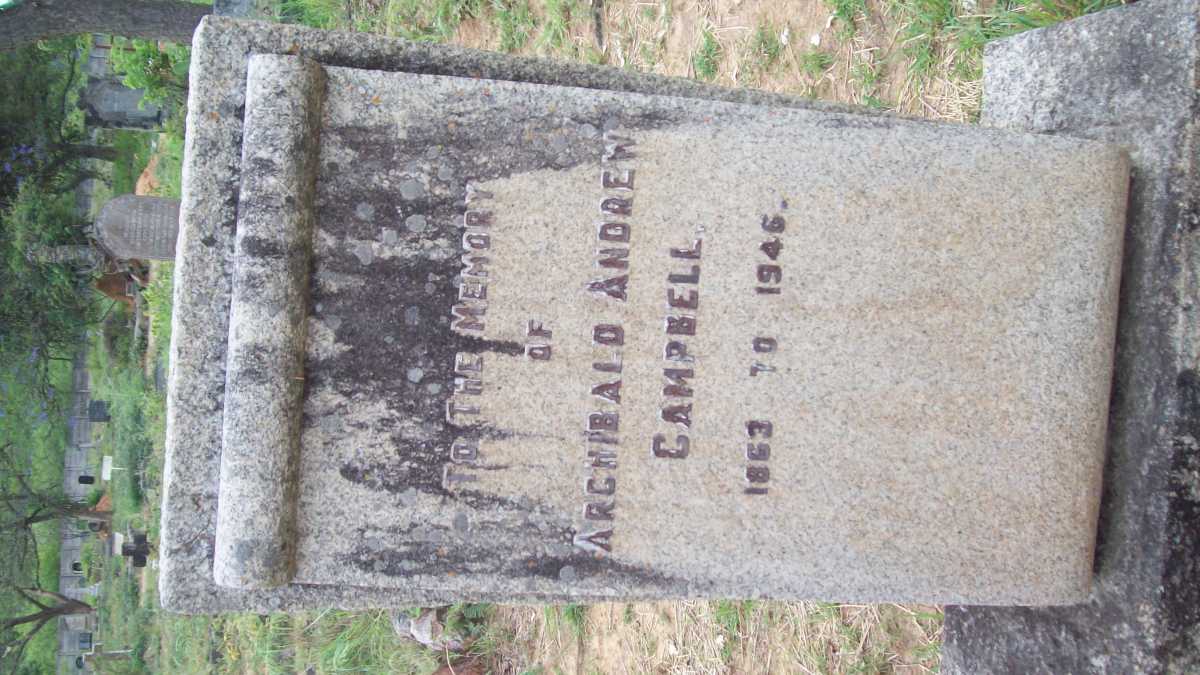 TO THE MEMORY
OF
ARCHIBALD ANDREW
CAMPBELL.
1863 TO 1946.